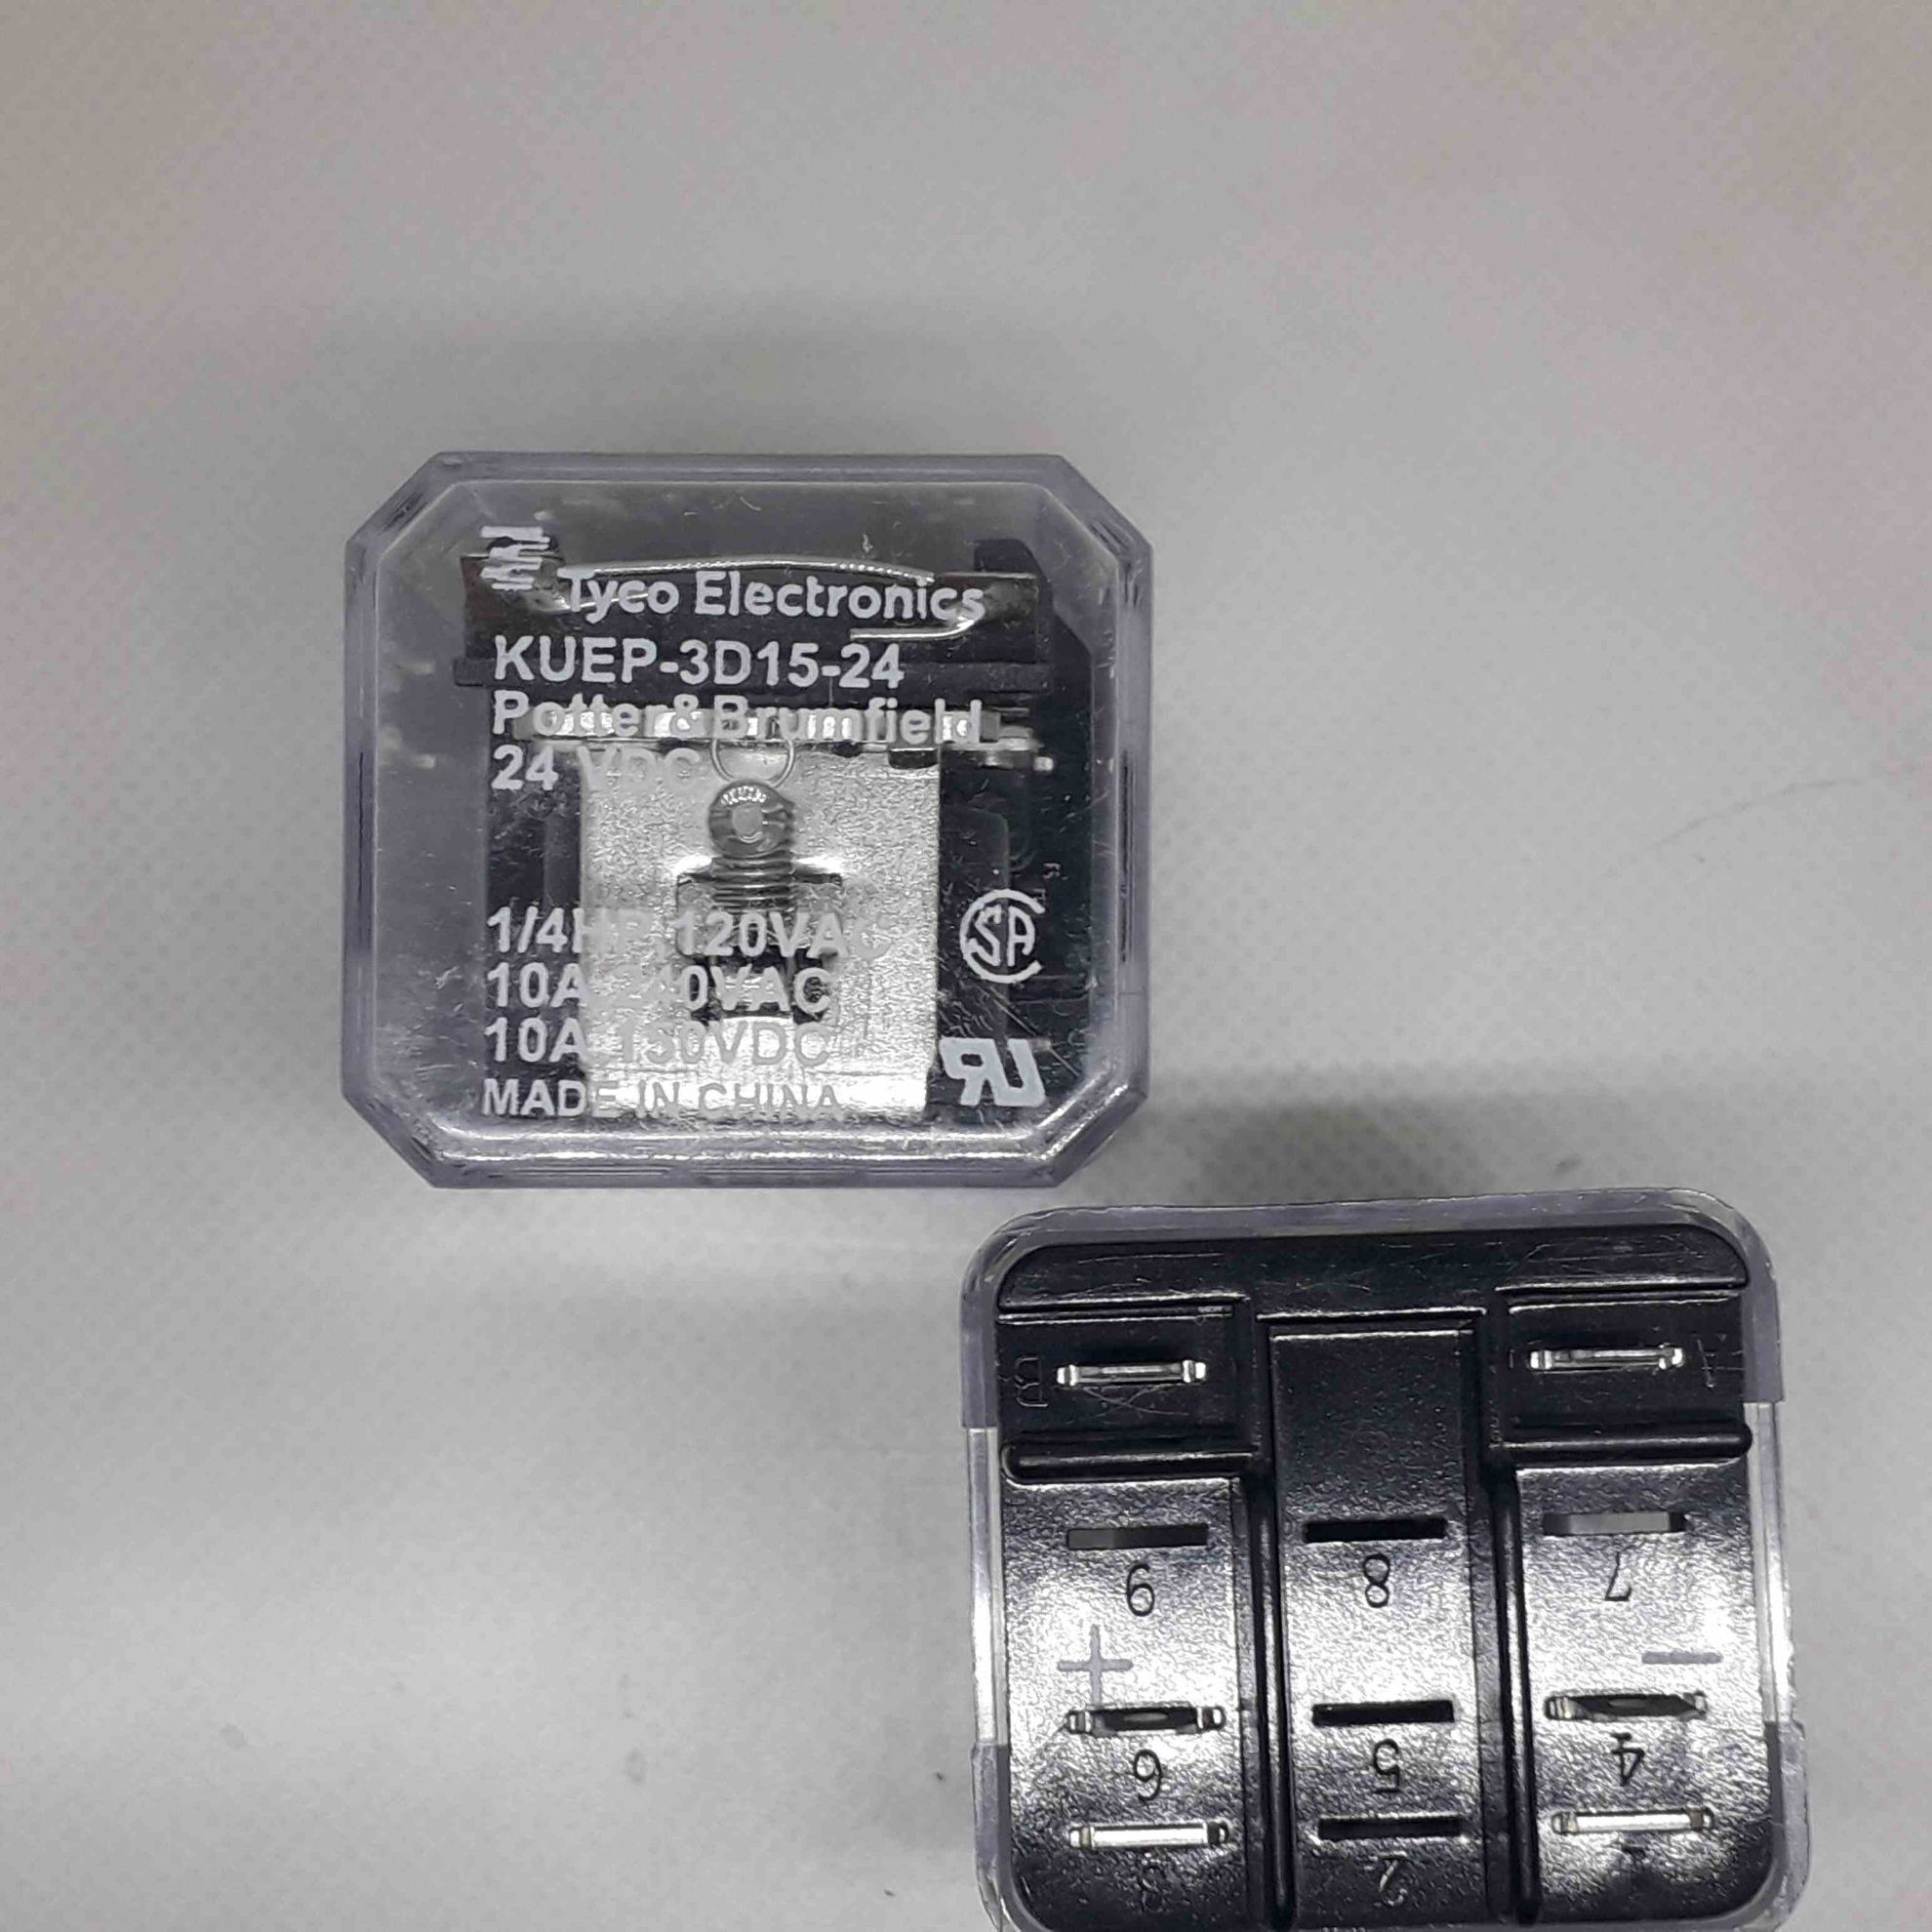 Tyco Electronics
KUEP-3D15-24
Potter&Brumfield
24 VDC
1/4HP, 120VAC
10A, 240VAC
10A, 150VDC
MADE IN CHINA
B A
9 8 7
+ -
6 5 4
3 2 1